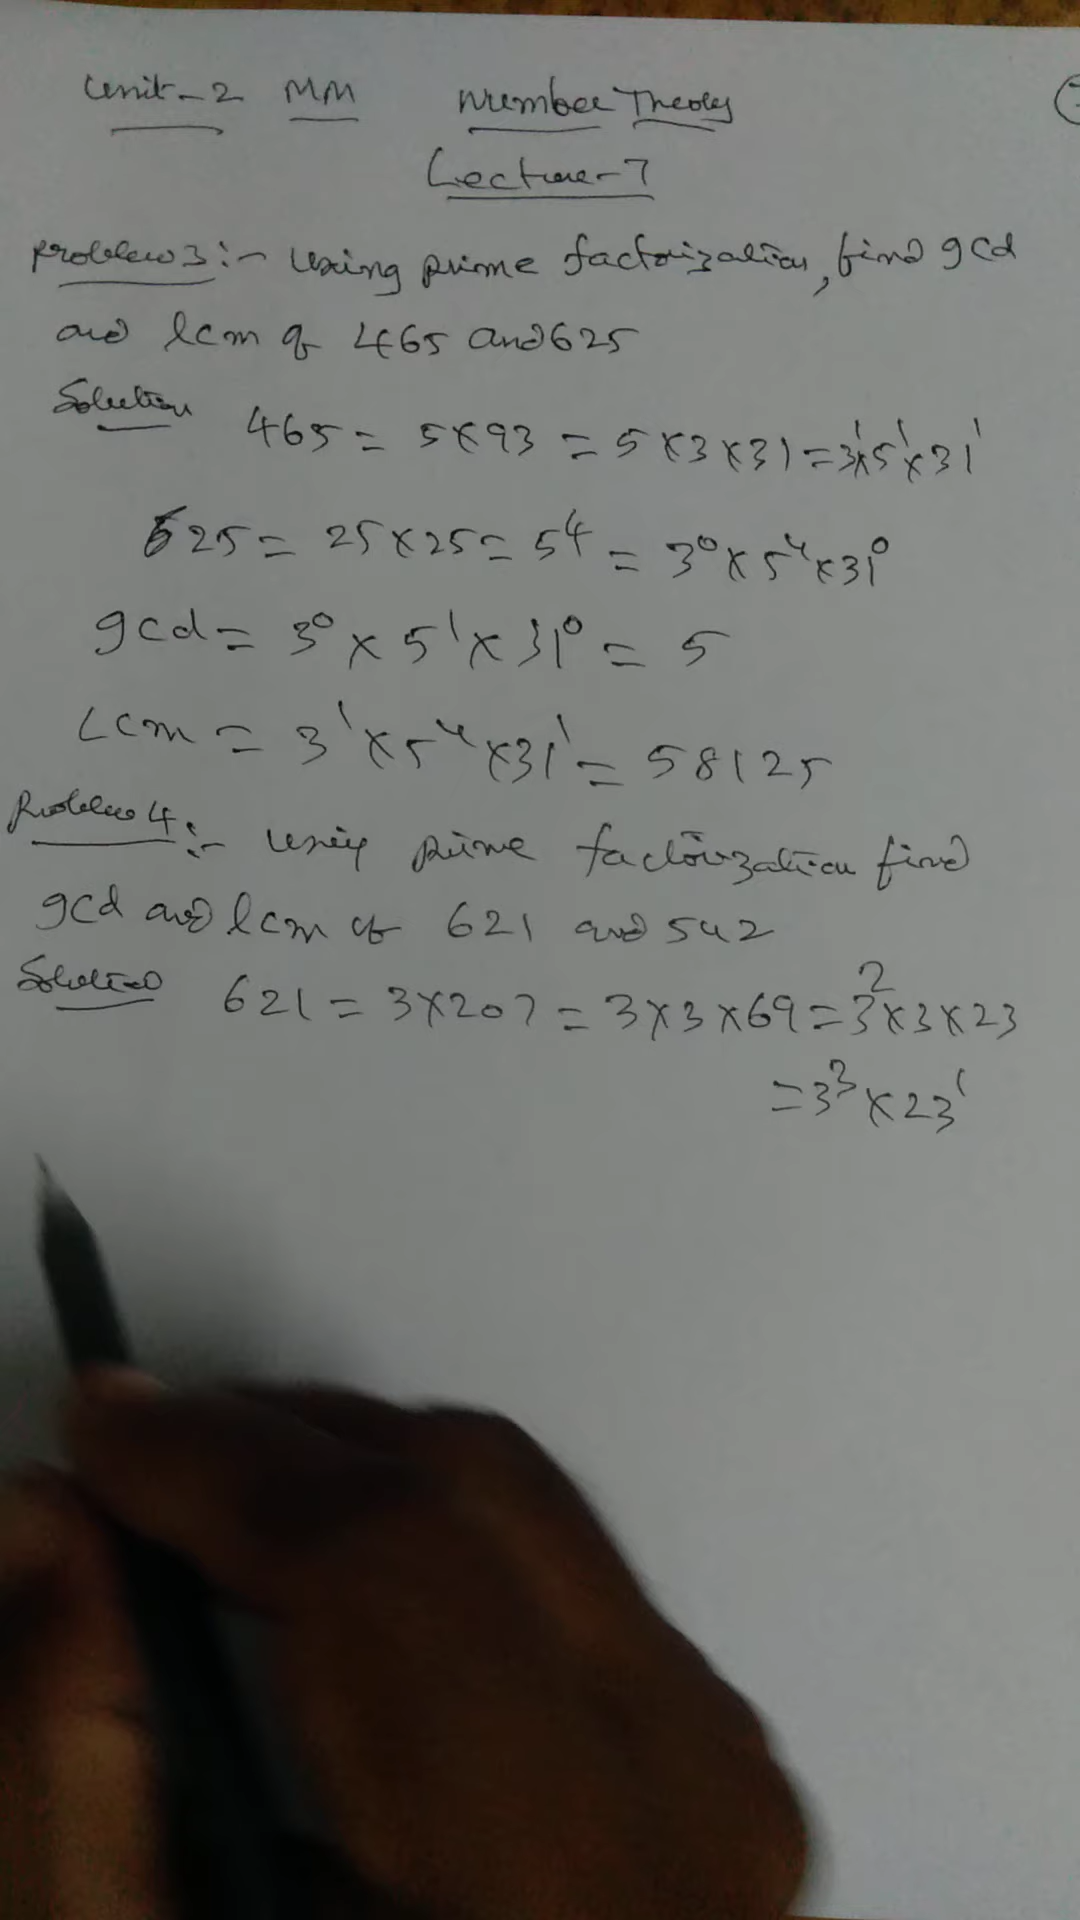 Unit-2 MM Number Theory
Lecture-7
Problem 3:- Using prime factorization, find gcd
and lcm of 465 and 625
Solution 465 = 5×93 = 5×3×31 = 3¹×5¹×31¹
625 = 25×25 = 5⁴ = 3⁰×5⁴×31⁰
gcd = 3⁰×5¹×31⁰ = 5
Lcm = 3¹×5⁴×31¹ = 58125
Problem 4:- Using prime factorization find
gcd and lcm of 621 and 542
Solution 621 = 3×207 = 3×3×69 = 3²×3×23
= 3³×23¹